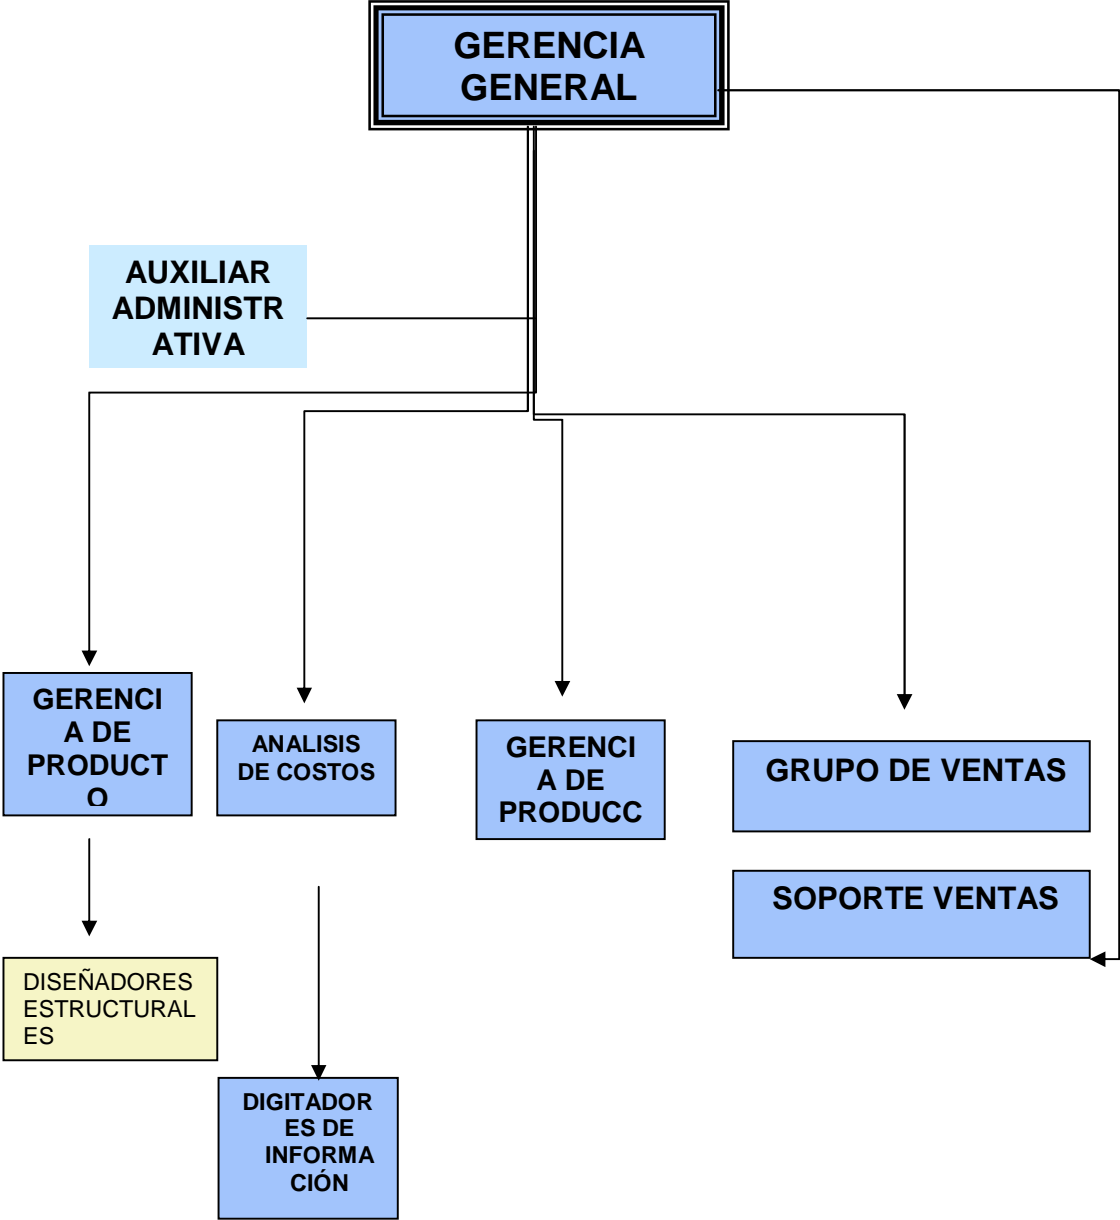 GERENCIA
GENERAL
AUXILIAR
ADMINISTR
ATIVA
GERENCI
A DE
PRODUCT
O
ANALISIS
DE COSTOS
GERENCI
A DE
PRODUCC
GRUPO DE VENTAS
SOPORTE VENTAS
DISEÑADORES
ESTRUCTURAL
ES
DIGITADOR
ES DE
INFORMA
CIÓN